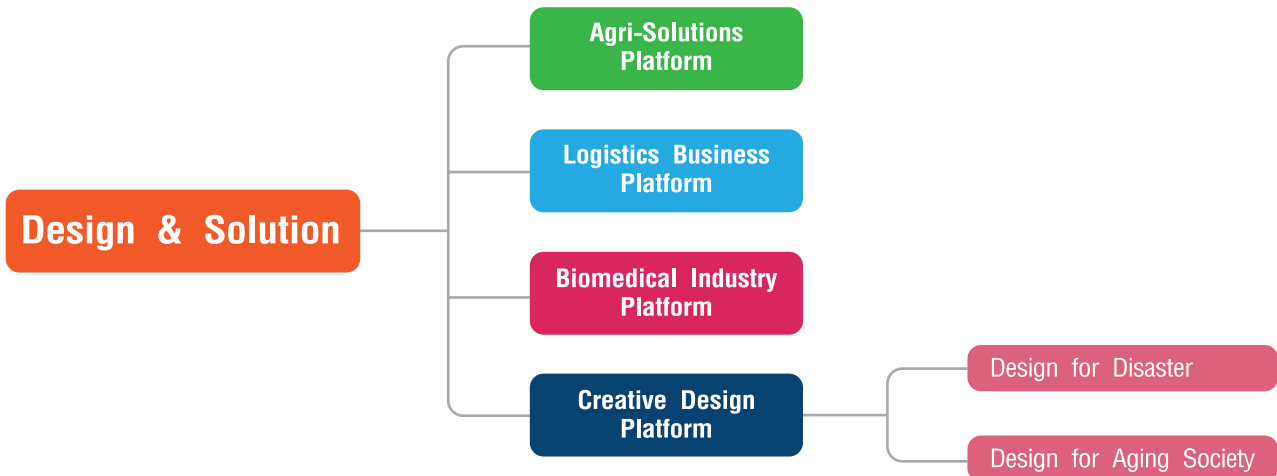 Agri-Solutions
Platform
Logistics Business
Platform
Design & Solution
Biomedical Industry
Platform
Creative Design
Platform
Design for Disaster
Design for Aging Society